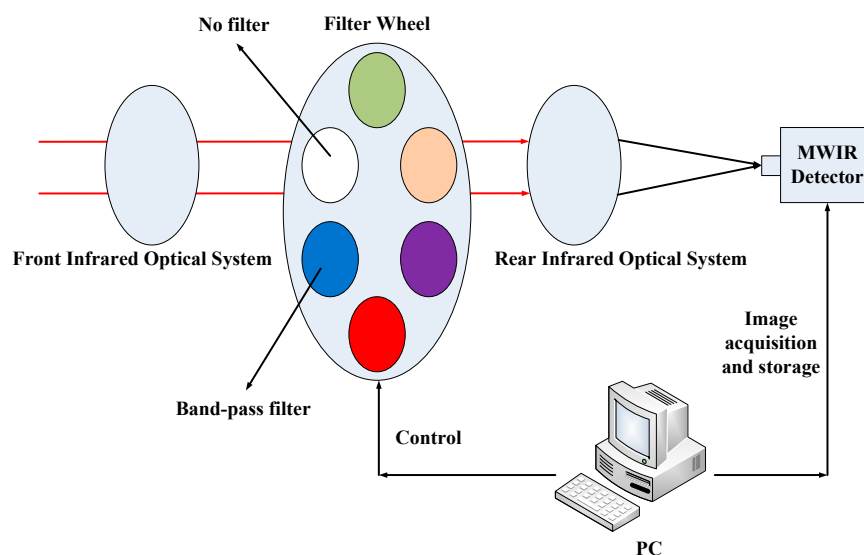 No filter
Filter Wheel
MWIR
Detector
Front Infrared Optical System
Rear Infrared Optical System
Image
acquisition
and storage
Band-pass filter
Control
PC